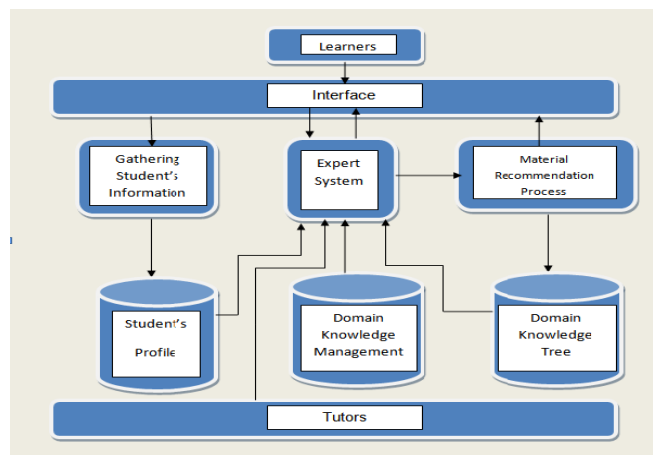 Learners
Interface
Gathering
Student's
Information
Expert
System
Material
Recommendation
Process
Student's
Profile
Domain
Knowledge
Management
Domain
Knowledge
Tree
Tutors